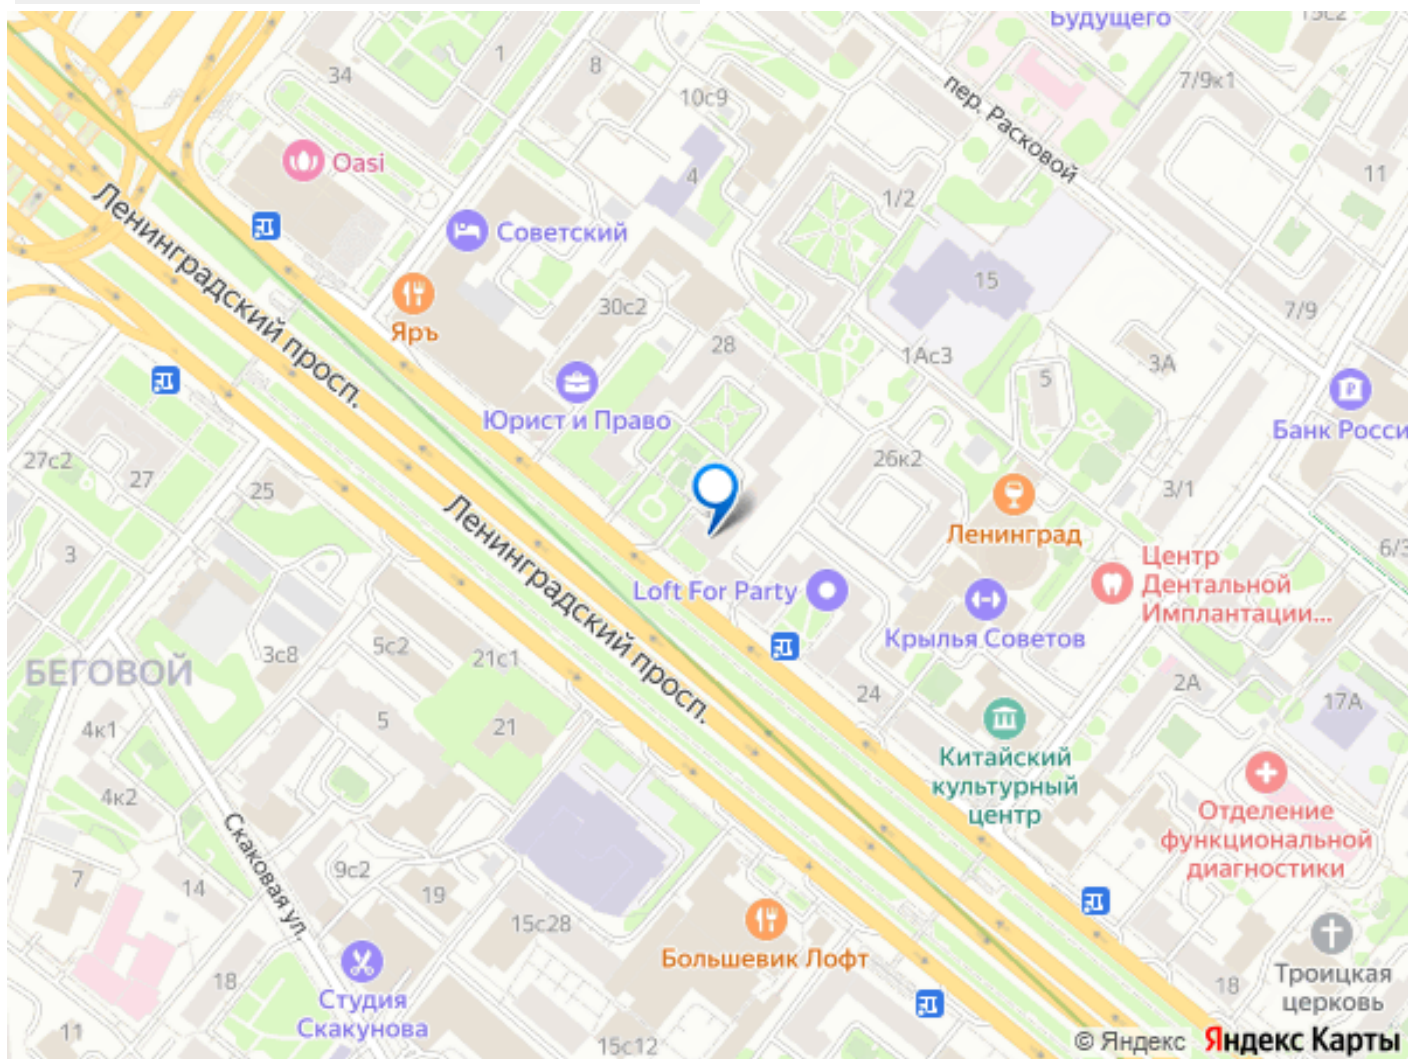 Будущего
15с2
34
1
8
10с9
7/9к1
пер. Расковой
Oasi
4
1/2
11
Ленинградский просп.
Советский
15
30с2
7/9
Яръ
28
1Ас3
3А
5
Юрист и Право
Банк Росси
27с2
27
25
26к2
3/1
Ленинград
Ленинградский просп.
3
6/3
Центр
Дентальной
Имплантации...
Loft For Party
Крылья Советов
БЕГОВОЙ
3с8
5с2
21с1
24
2А
17А
4к1
5
21
Китайский
культурный
центр
4к2
Отделение
функциональной
диагностики
Скаковая ул.
7
14
9с2
19
15с28
Большевик Лофт
18
Студия
Скакунова
Троицкая
церковь
18
11
15с12
© Яндекс Яндекс Карты